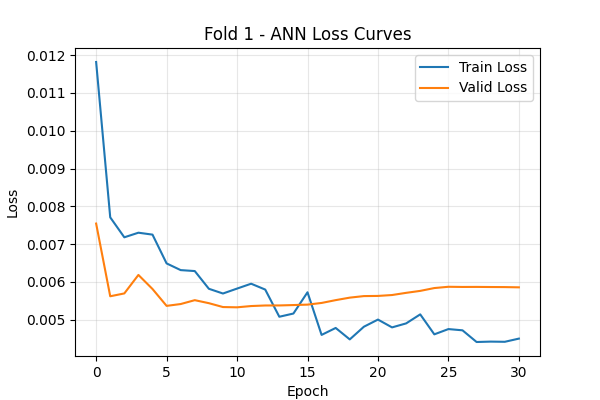 Fold 1 - ANN Loss Curves
Train Loss
Valid Loss
0.012
0.011
0.010
0.009
0.008
0.007
0.006
0.005
Loss
0 5 10 15 20 25 30
Epoch